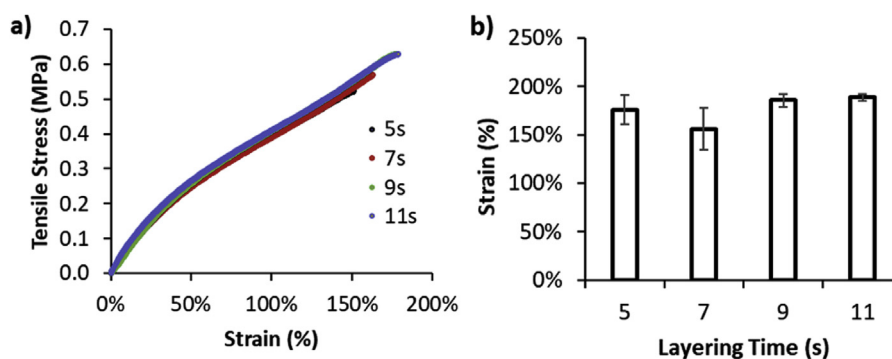 a)
Tensile Stress (MPa)
0.7
0.6
0.5
0.4
0.3
0.2
0.1
0.0
0%
50%
100%
150%
200%
Strain (%)
5s
7s
9s
11s
b)
Strain (%)
250%
200%
150%
100%
50%
0%
5
7
9
11
Layering Time (s)